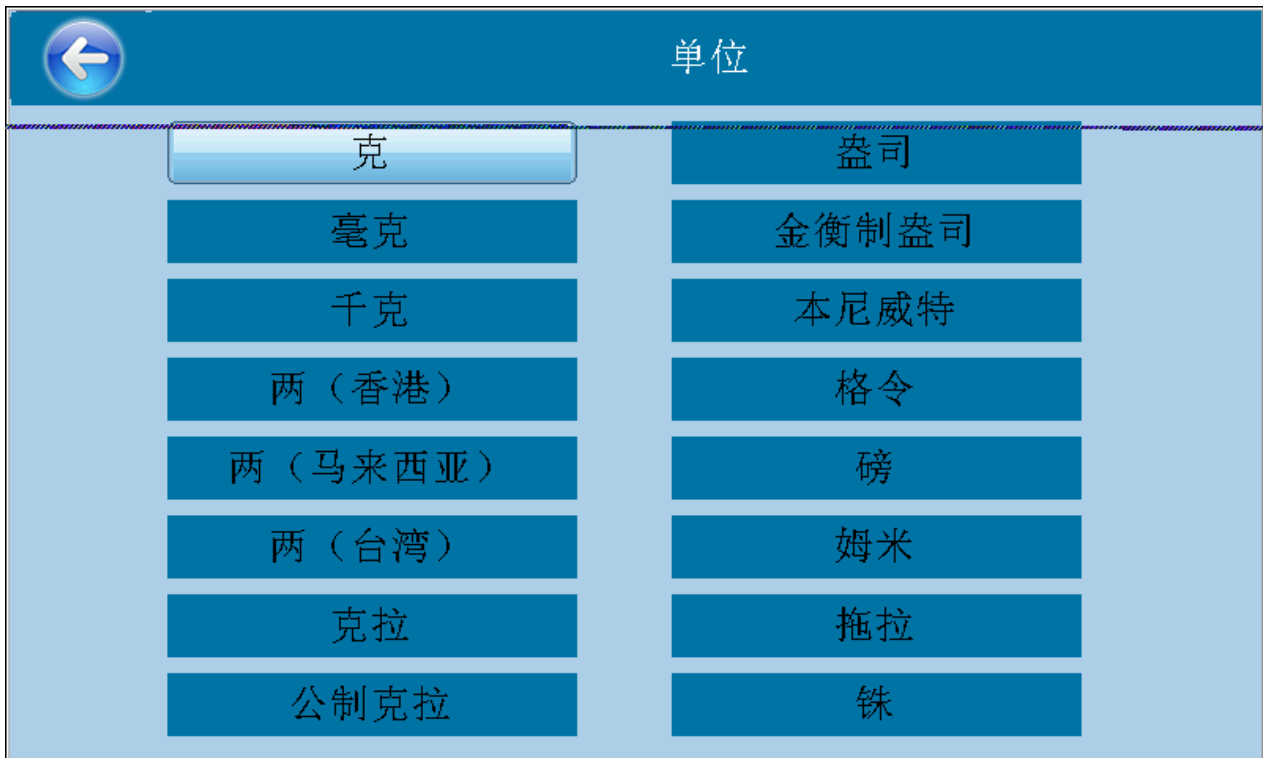 单位
克
盎司
毫克
金衡制盎司
千克
本尼威特
两（香港）
格令
两（马来西亚）
磅
两（台湾）
姆米
克拉
拖拉
公制克拉
铢